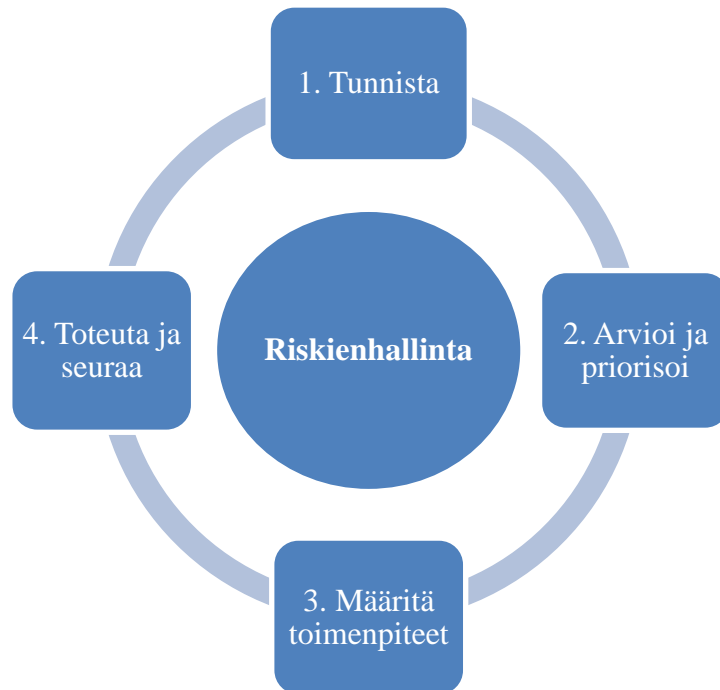 1. Tunnista
2. Arvioi ja
priorisoi
3. Määritä
toimenpiteet
4. Toteuta ja
seuraa
Riskienhallinta